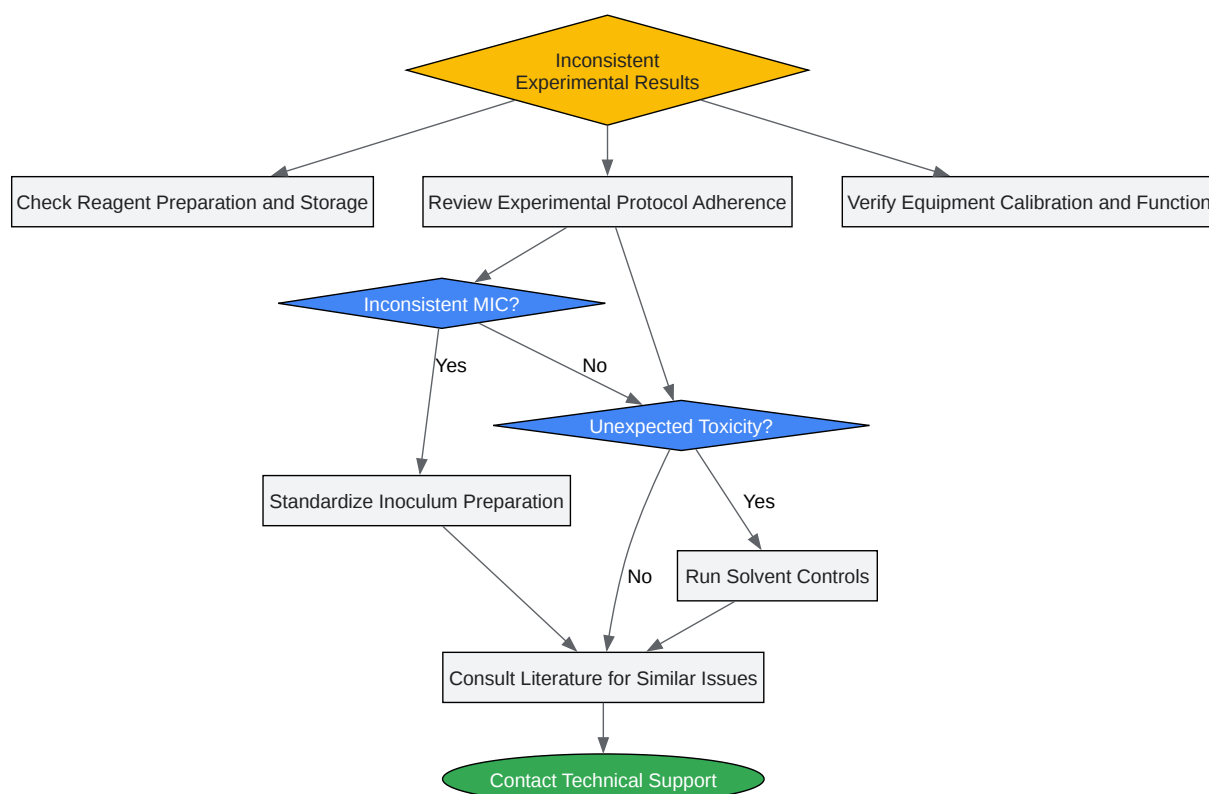 Inconsistent
Experimental Results
Check Reagent Preparation and Storage
Review Experimental Protocol Adherence
Verify Equipment Calibration and Function
Inconsistent MIC?
Yes
No
Unexpected Toxicity?
Standardize Inoculum Preparation
Yes
No
Run Solvent Controls
Consult Literature for Similar Issues
Contact Technical Support